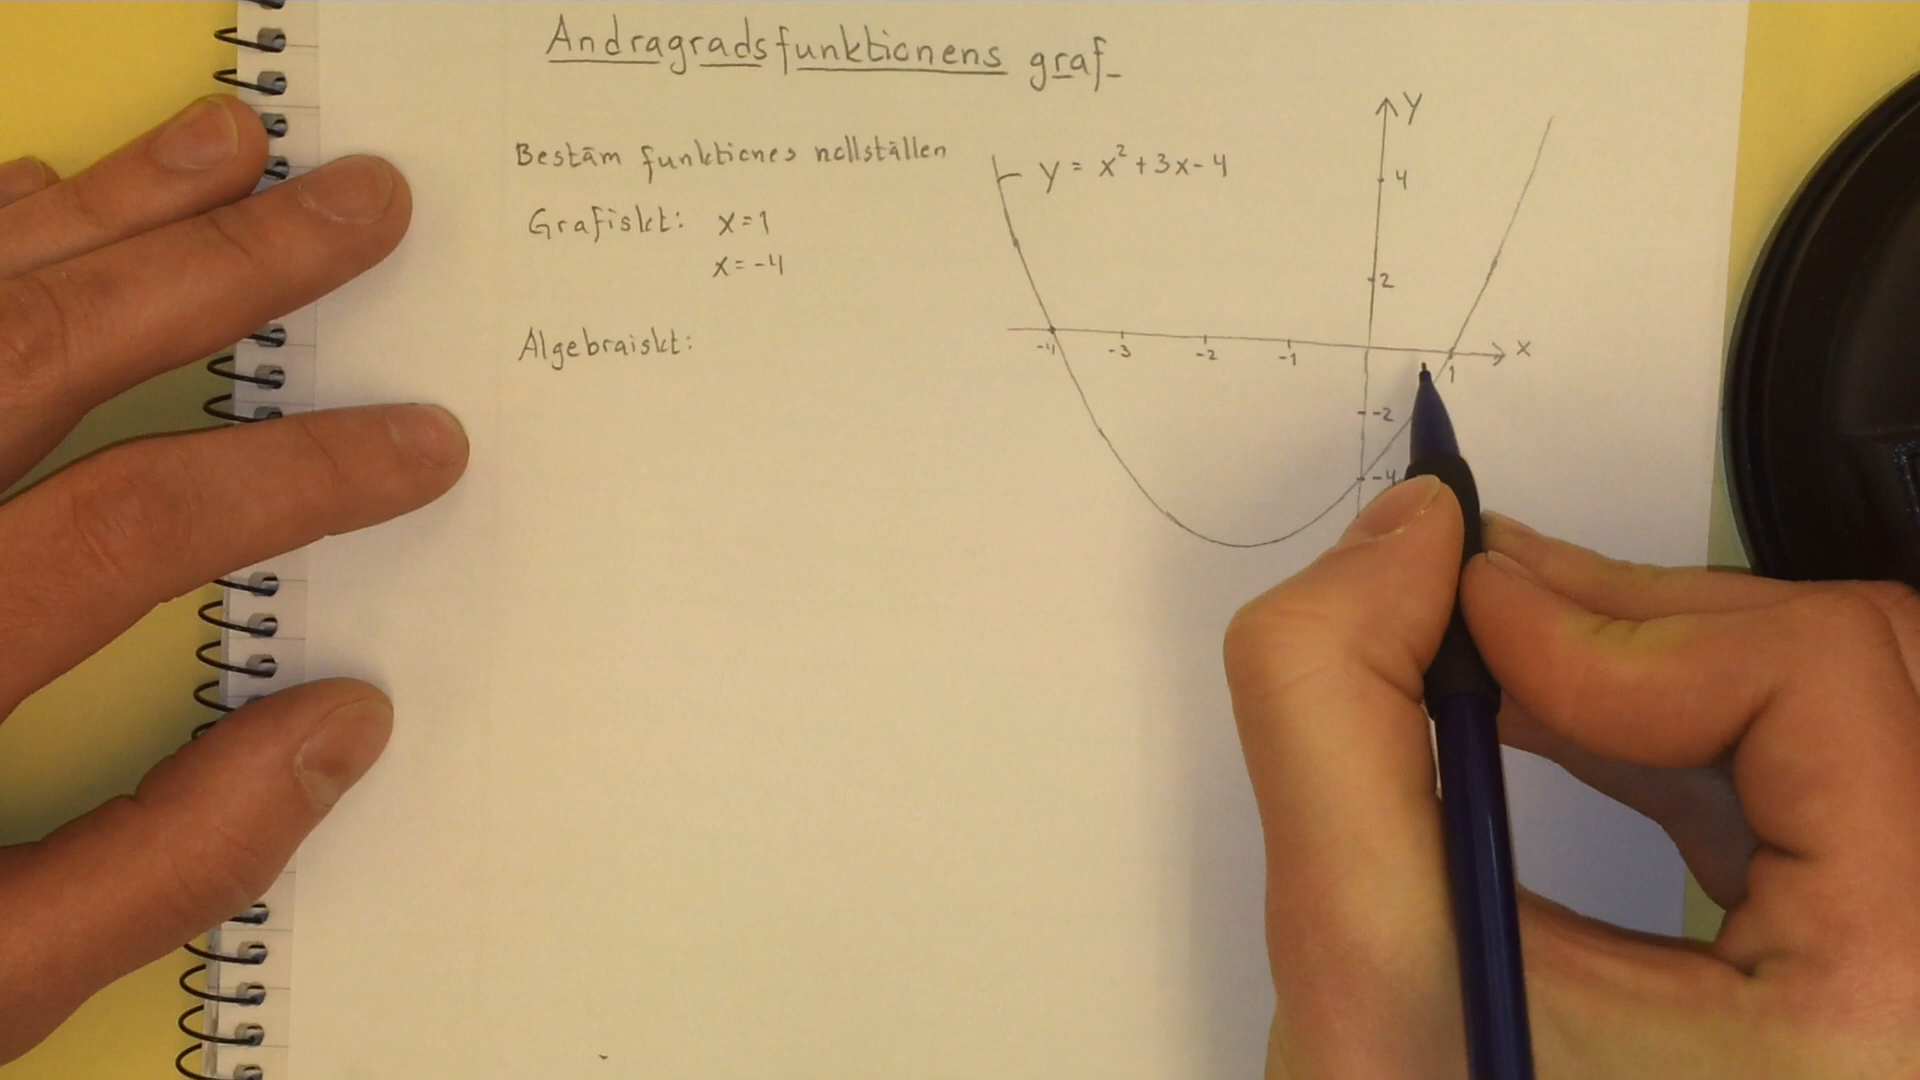 Andragradsfunktionens graf
Bestäm funktiones nollställen
Grafiskt: x=1
x=-4
Algebraiskt:
y = x²+3x-4
y
4
2
-4 -3 -2 -1 1 x
-2
-4